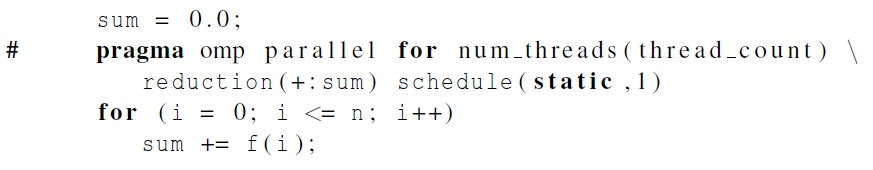 sum = 0.0;
# pragma omp parallel for num_threads(thread_count) \
reduction(+:sum) schedule(static ,1)
for (i = 0; i <= n; i++)
sum += f(i);